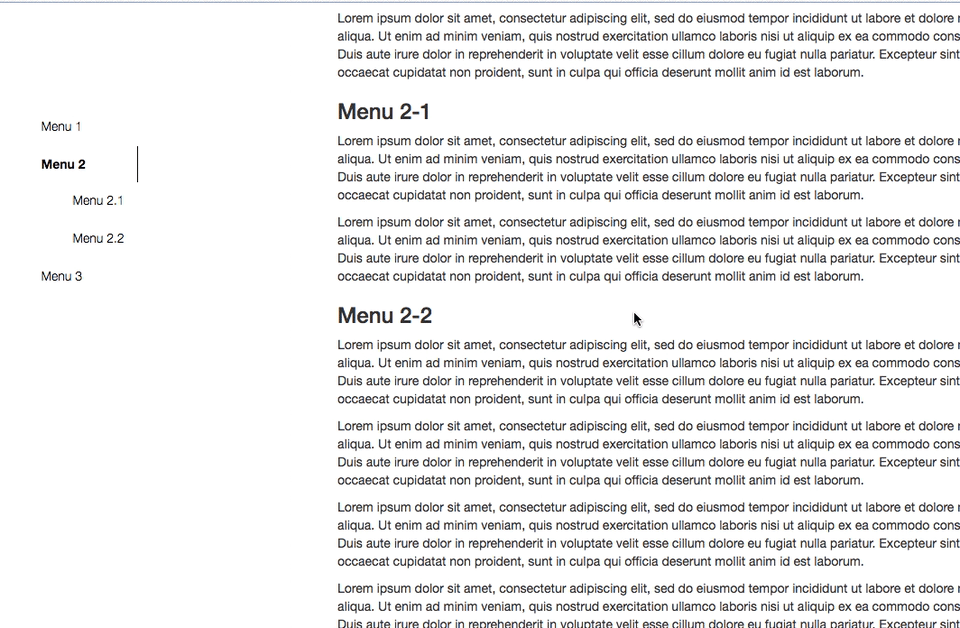 Lorem ipsum dolor sit amet, consectetur adipiscing elit, sed do eiusmod tempor incididunt ut labore et dolore
aliqua. Ut enim ad minim veniam, quis nostrud exercitation ullamco laboris nisi ut aliquip ex ea commodo cons
Duis aute irure dolor in reprehenderit in voluptate velit esse cillum dolore eu fugiat nulla pariatur. Excepteur sint
occaecat cupidatat non proident, sunt in culpa qui officia deserunt mollit anim id est laborum.
Menu 1
Menu 2
Menu 2.1
Menu 2.2
Menu 3
Menu 2-1
Lorem ipsum dolor sit amet, consectetur adipiscing elit, sed do eiusmod tempor incididunt ut labore et dolore
aliqua. Ut enim ad minim veniam, quis nostrud exercitation ullamco laboris nisi ut aliquip ex ea commodo cons
Duis aute irure dolor in reprehenderit in voluptate velit esse cillum dolore eu fugiat nulla pariatur. Excepteur sint
occaecat cupidatat non proident, sunt in culpa qui officia deserunt mollit anim id est laborum.
Lorem ipsum dolor sit amet, consectetur adipiscing elit, sed do eiusmod tempor incididunt ut labore et dolore
aliqua. Ut enim ad minim veniam, quis nostrud exercitation ullamco laboris nisi ut aliquip ex ea commodo cons
Duis aute irure dolor in reprehenderit in voluptate velit esse cillum dolore eu fugiat nulla pariatur. Excepteur sint
occaecat cupidatat non proident, sunt in culpa qui officia deserunt mollit anim id est laborum.
Menu 2-2
Lorem ipsum dolor sit amet, consectetur adipiscing elit, sed do eiusmod tempor incididunt ut labore et dolore
aliqua. Ut enim ad minim veniam, quis nostrud exercitation ullamco laboris nisi ut aliquip ex ea commodo cons
Duis aute irure dolor in reprehenderit in voluptate velit esse cillum dolore eu fugiat nulla pariatur. Excepteur sint
occaecat cupidatat non proident, sunt in culpa qui officia deserunt mollit anim id est laborum.
Lorem ipsum dolor sit amet, consectetur adipiscing elit, sed do eiusmod tempor incididunt ut labore et dolore
aliqua. Ut enim ad minim veniam, quis nostrud exercitation ullamco laboris nisi ut aliquip ex ea commodo cons
Duis aute irure dolor in reprehenderit in voluptate velit esse cillum dolore eu fugiat nulla pariatur. Excepteur sint
occaecat cupidatat non proident, sunt in culpa qui officia deserunt mollit anim id est laborum.
Lorem ipsum dolor sit amet, consectetur adipiscing elit, sed do eiusmod tempor incididunt ut labore et dolore
aliqua. Ut enim ad minim veniam, quis nostrud exercitation ullamco laboris nisi ut aliquip ex ea commodo cons
Duis aute irure dolor in reprehenderit in voluptate velit esse cillum dolore eu fugiat nulla pariatur. Excepteur sint
occaecat cupidatat non proident, sunt in culpa qui officia deserunt mollit anim id est laborum.
Lorem ipsum dolor sit amet, consectetur adipiscing elit, sed do eiusmod tempor incididunt ut labore et dolore
aliqua. Ut enim ad minim veniam, quis nostrud exercitation ullamco laboris nisi ut aliquip ex ea commodo cons
Duis aute irure dolor in reprehenderit in voluptate velit esse cillum dolore eu fugiat nulla pariatur. Excepteur sint